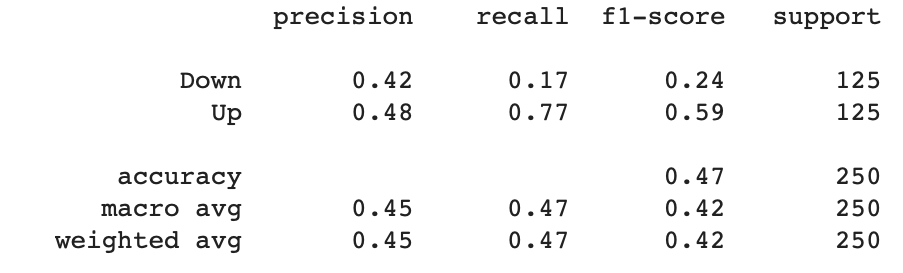 precision recall f1-score support
Down 0.42 0.17 0.24 125
Up 0.48 0.77 0.59 125
accuracy 0.47 250
macro avg 0.45 0.47 0.42 250
weighted avg 0.45 0.47 0.42 250